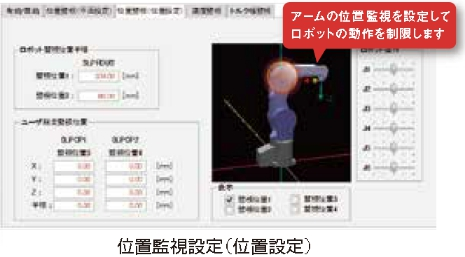 有効/無効 位置監視(平面設定) 位置監視(位置設定) 速度監視 トルク幅監視
アームの位置監視を設定して
ロボットの動作を制限します
ロボット監視位置半径
監視位置1： [mm]
監視位置2： [mm]
J1
J2
J3
J4
J5
J6
ユーザ指定監視位置
SLPCP1 SLPCP2
監視位置3 監視位置4
X： 0.00 0.00 [mm]
Y： 0.00 0.00 [mm]
Z： 0.00 0.00 [mm]
半径： 0.00 0.00 [mm]
表示
監視位置1 監視位置3
監視位置2 監視位置4
位置監視設定（位置設定）